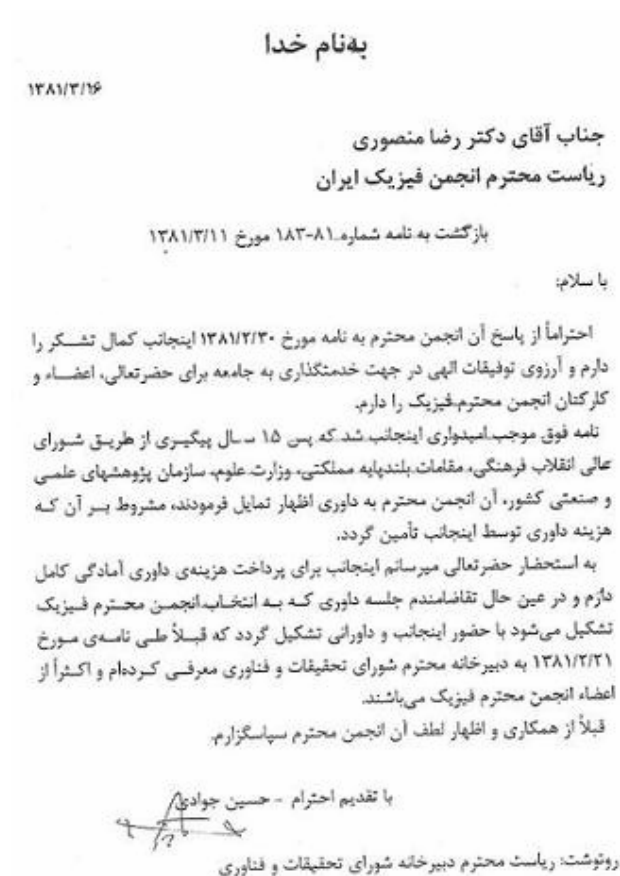 به‌نام خدا
۱۳۸۱/۳/۱۶
جناب آقای دکتر رضا منصوری
ریاست محترم انجمن فیزیک ایران
بازگشت به نامه شماره ۸۱-۱۸۳ مورخ ۱۳۸۱/۳/۱۱
با سلام:
احتراماً از پاسخ آن انجمن محترم به نامه مورخ ۱۳۸۱/۲/۳۰ اینجانب کمال تشکر را
دارم و آرزوی توفیقات الهی در جهت خدمتگذاری به جامعه برای حضرتعالی، اعضاء و
کارکنان انجمن محترم فیزیک را دارم.
نامه فوق موجب امیدواری اینجانب شد که پس ۱۵ سال پیگیری از طریق شورای
عالی انقلاب فرهنگی، مقامات بلندپایه مملکتی، وزارت علوم، سازمان پژوهشهای علمی
و صنعتی کشور، آن انجمن محترم به داوری اظهار تمایل فرمودند، مشروط بر آن که
هزینه داوری توسط اینجانب تأمین گردد.
به استحضار حضرتعالی میرسانم اینجانب برای پرداخت هزینه‌ی داوری آمادگی کامل
دارم و در عین حال تقاضامندم جلسه داوری که به انتخاب انجمن محترم فیزیک
تشکیل می‌شود با حضور اینجانب و داورانی تشکیل گردد که قبلاً طی نامه‌ی مورخ
۱۳۸۱/۲/۲۱ به دبیرخانه محترم شورای تحقیقات و فناوری معرفی کرده‌ام و اکثراً از
اعضاء انجمن محترم فیزیک می‌باشند.
قبلاً از همکاری و اظهار لطف آن انجمن محترم سپاسگزارم.
با تقدیم احترام - حسین جوادی
روتوشت: ریاست محترم دبیرخانه شورای تحقیقات و فناوری